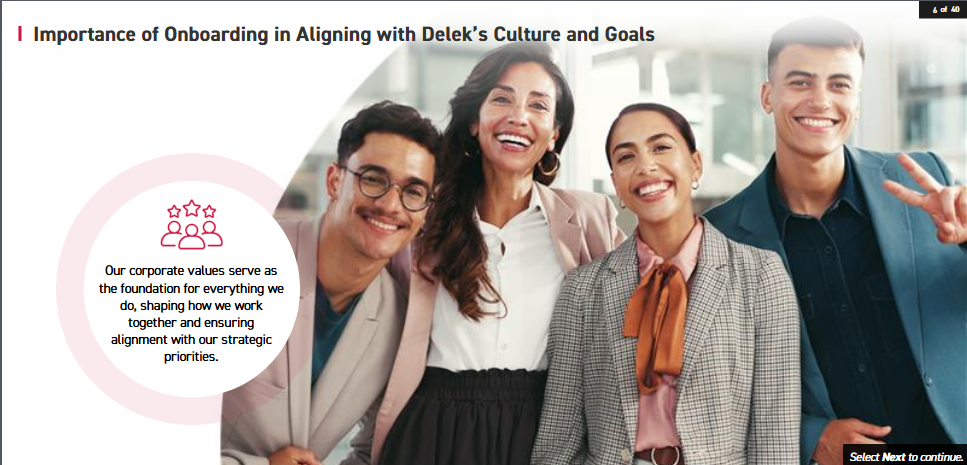 6 of 40
Importance of Onboarding in Aligning with Delek's Culture and Goals
Our corporate values serve as
the foundation for everything we
do, shaping how we work
together and ensuring
alignment with our strategic
priorities.
Select Next to continue.